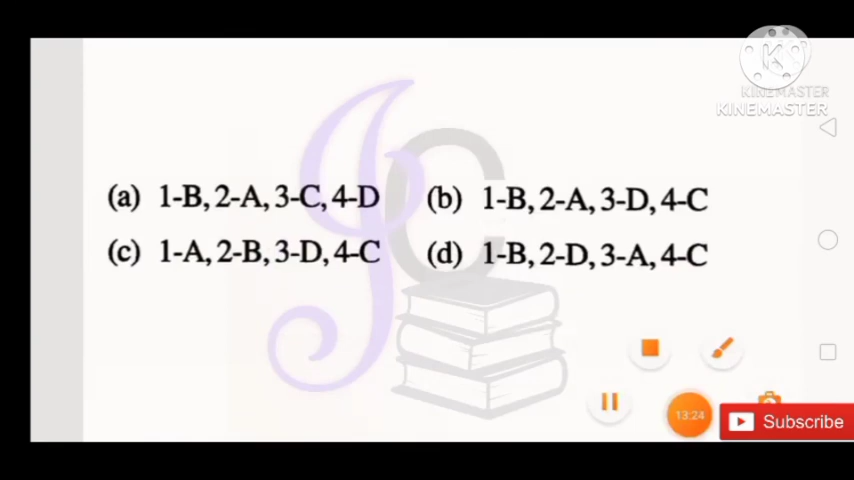 KINEMASTER
KINEMASTER
(a) 1-B, 2-A, 3-C, 4-D (b) 1-B, 2-A, 3-D, 4-C
(c) 1-A, 2-B, 3-D, 4-C (d) 1-B, 2-D, 3-A, 4-C
13:24
Subscribe